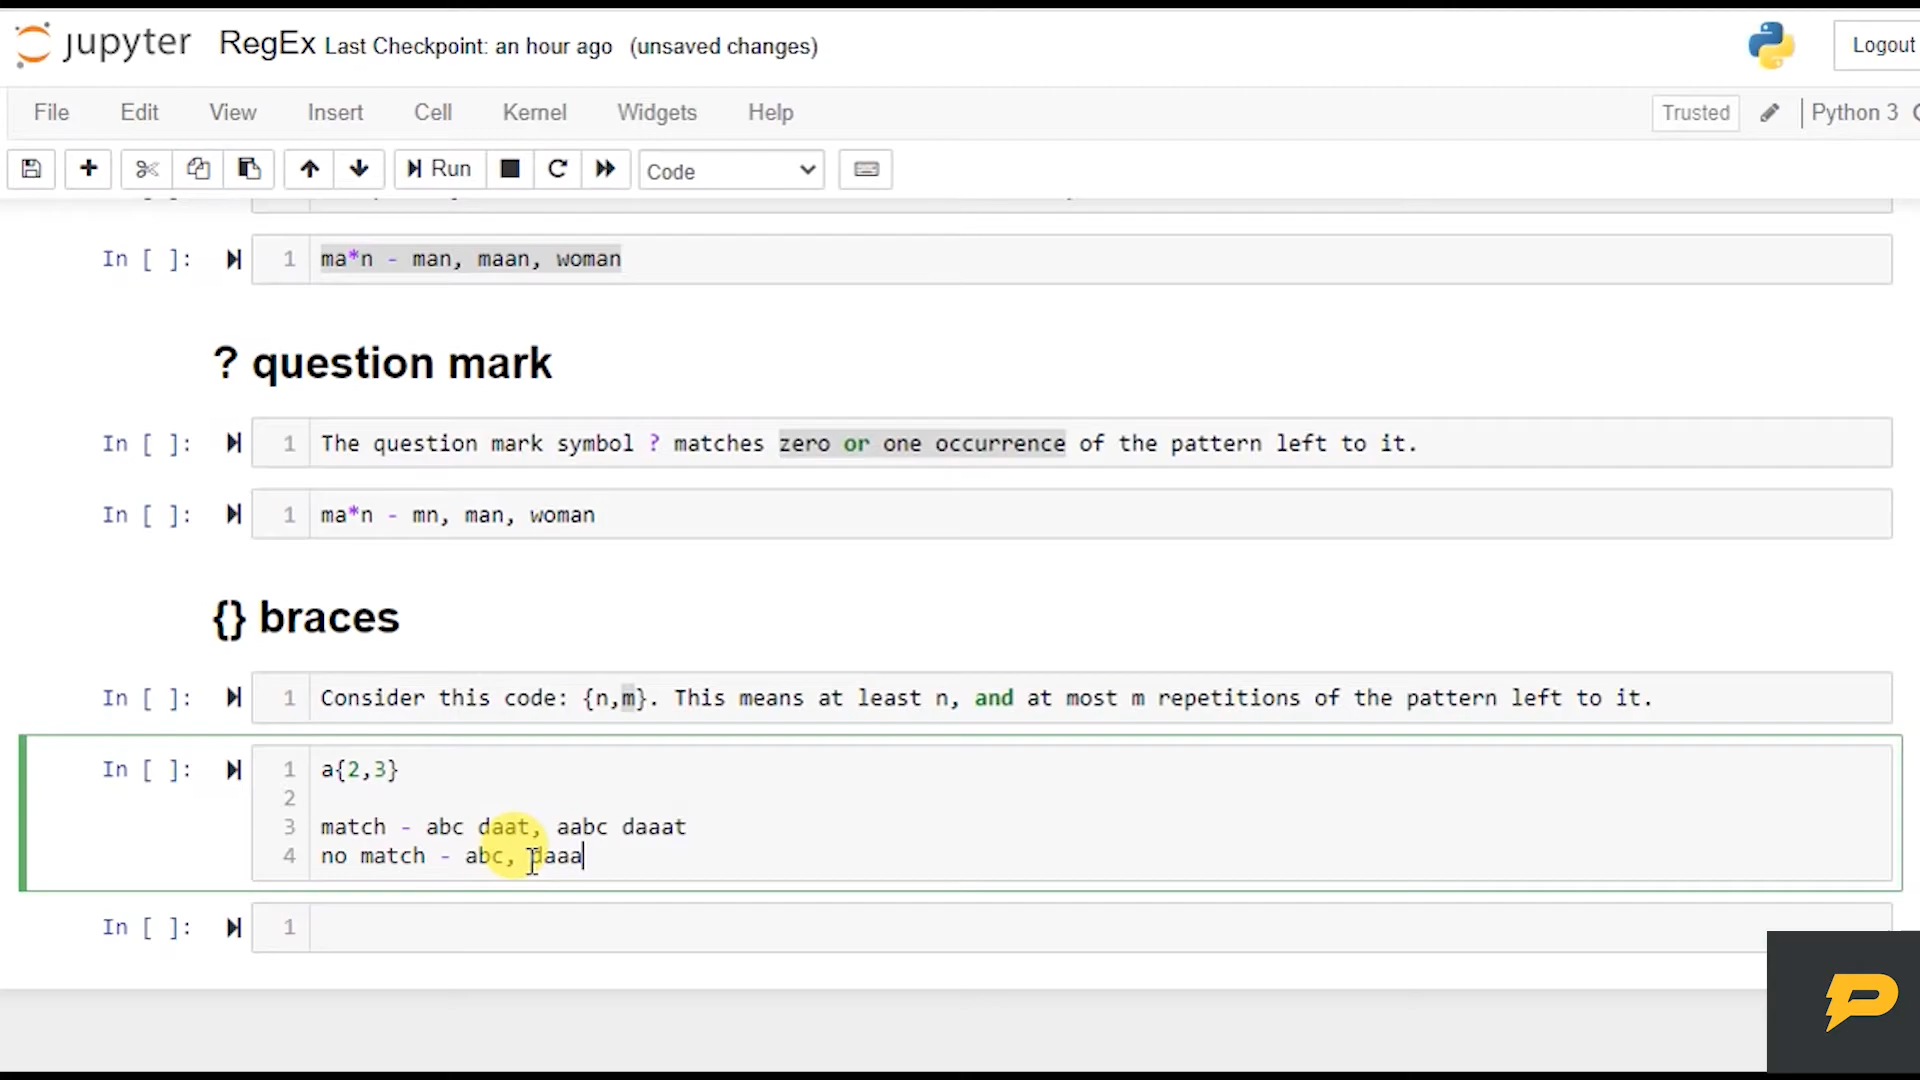 jupyter RegEx Last Checkpoint: an hour ago (unsaved changes) Logout
File Edit View Insert Cell Kernel Widgets Help Trusted Python 3
Run Code
In [ ]: 1 ma*n - man, maan, woman
? question mark
In [ ]: 1 The question mark symbol ? matches zero or one occurrence of the pattern left to it.
In [ ]: 1 ma*n - mn, man, woman
{} braces
In [ ]: 1 Consider this code: {n,m}. This means at least n, and at most m repetitions of the pattern left to it.
In [ ]: 1 a{2,3}
2
3 match - abc daat, aabc daaat
4 no match - abc, daaa
In [ ]: 1